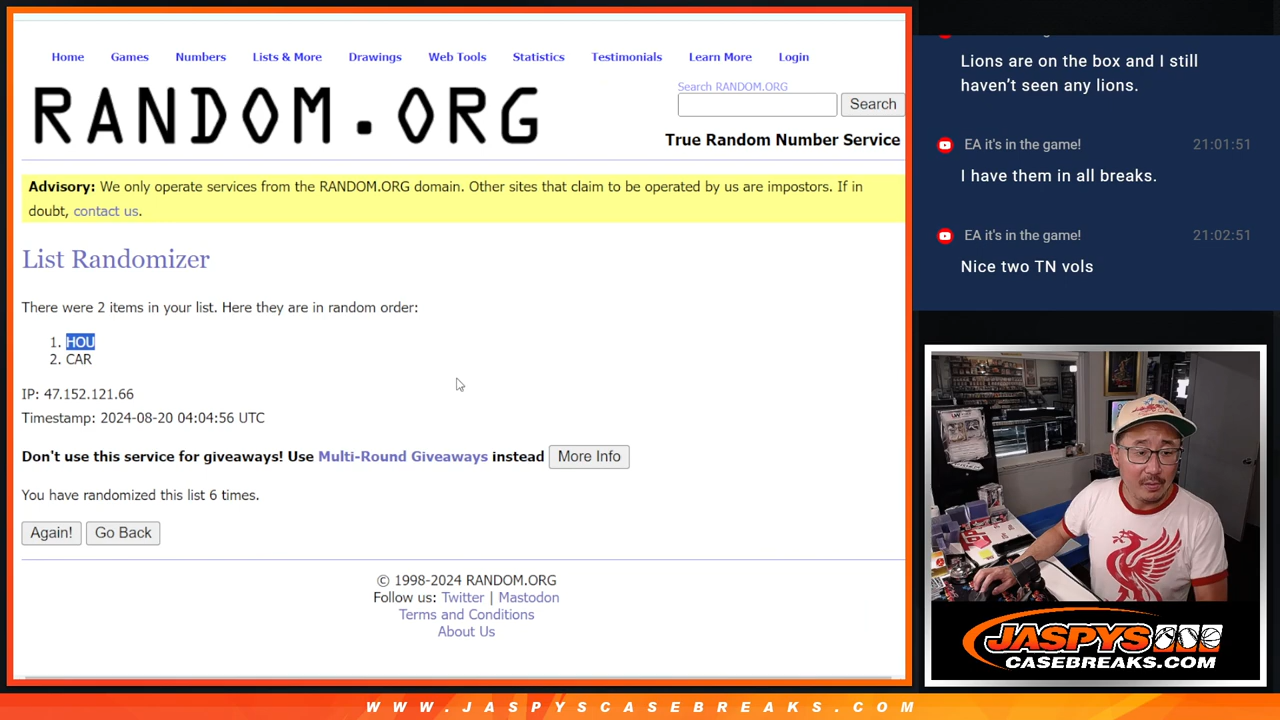 Home Games Numbers Lists & More Drawings Web Tools Statistics Testimonials Learn More Login
RANDOM.ORG
Search RANDOM.ORG
Search
True Random Number Service
Advisory: We only operate services from the RANDOM.ORG domain. Other sites that claim to be operated by us are impostors. If in
doubt, contact us.
List Randomizer
There were 2 items in your list. Here they are in random order:
1. HOU
2. CAR
IP: 47.152.121.66
Timestamp: 2024-08-20 04:04:56 UTC
Don't use this service for giveaways! Use Multi-Round Giveaways instead More Info
You have randomized this list 6 times.
Again! Go Back
© 1998-2024 RANDOM.ORG
Follow us: Twitter | Mastodon
Terms and Conditions
About Us
Lions are on the box and I still
haven’t seen any lions.
EA it's in the game! 21:01:51
I have them in all breaks.
EA it's in the game! 21:02:51
Nice two TN vols
JASPYS
CASEBREAKS.COM
WWW.JASPYSCASEBREAKS.COM